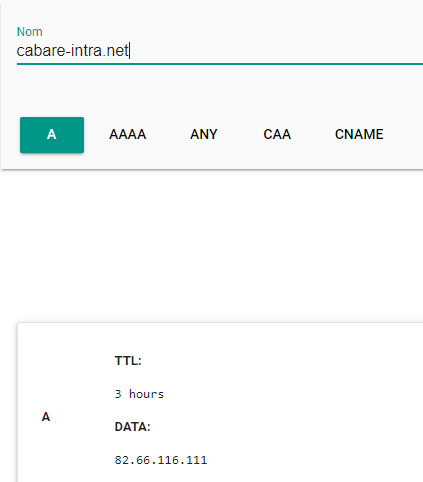 Nom
cabare-intra.net
A AAAA ANY CAA CNAME
TTL:
3 hours
A
DATA:
82.66.116.111